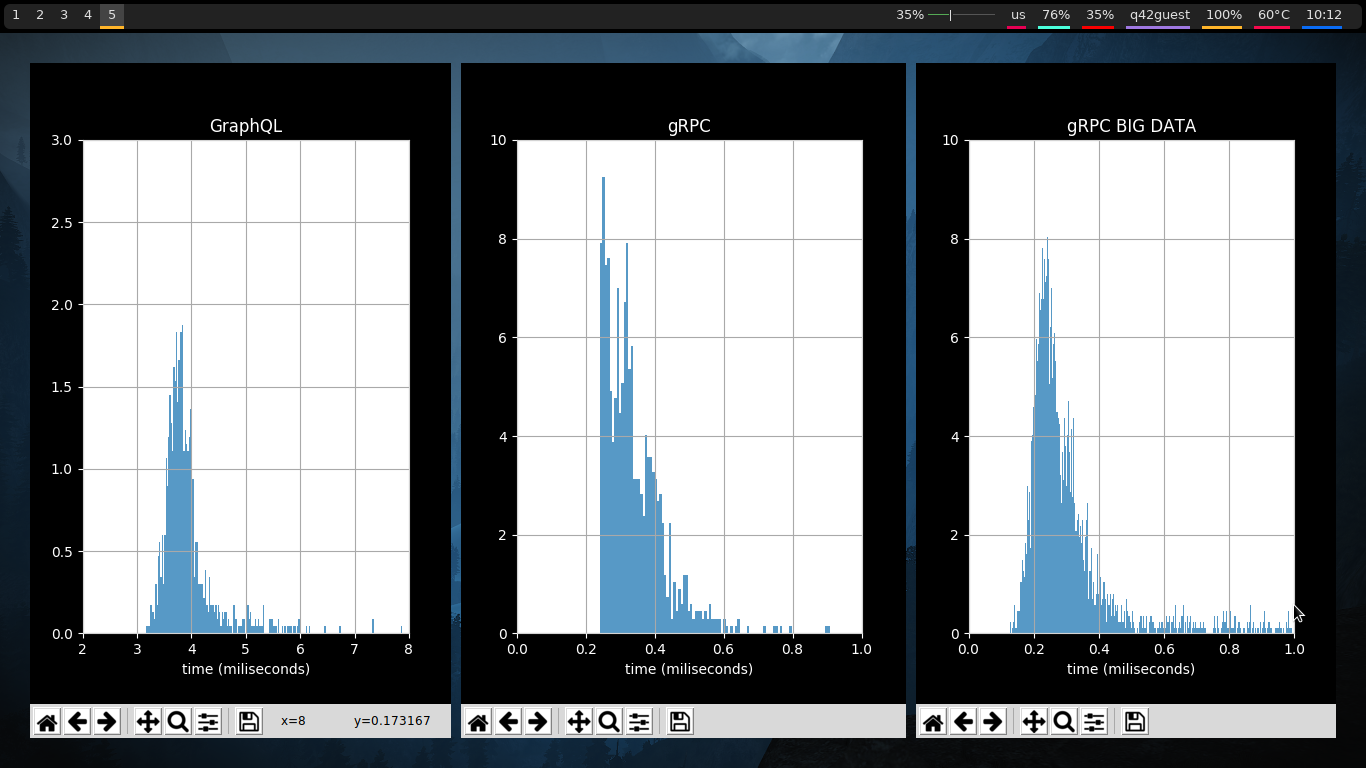 1 2 3 4 5 35% us 76% 35% q42guest 100% 60°C 10:12
GraphQL
3.0
2.5
2.0
1.5
1.0
0.5
0.0
2 3 4 5 6 7 8
time (miliseconds)
x=8 y=0.173167
gRPC
10
8
6
4
2
0
0.0 0.2 0.4 0.6 0.8 1.0
time (miliseconds)
gRPC BIG DATA
10
8
6
4
2
0
0.0 0.2 0.4 0.6 0.8 1.0
time (miliseconds)